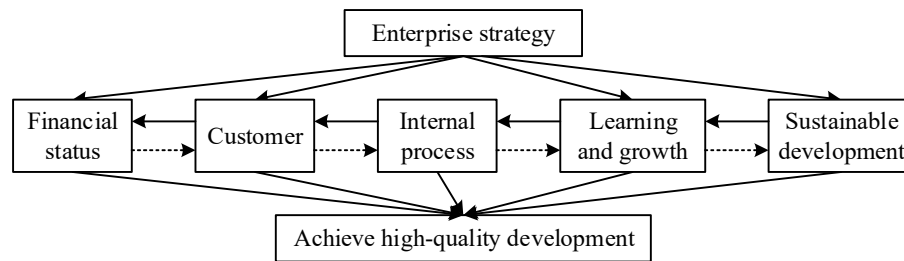 Enterprise strategy
Financial
status
Customer
Internal
process
Learning
and growth
Sustainable
development
Achieve high-quality development